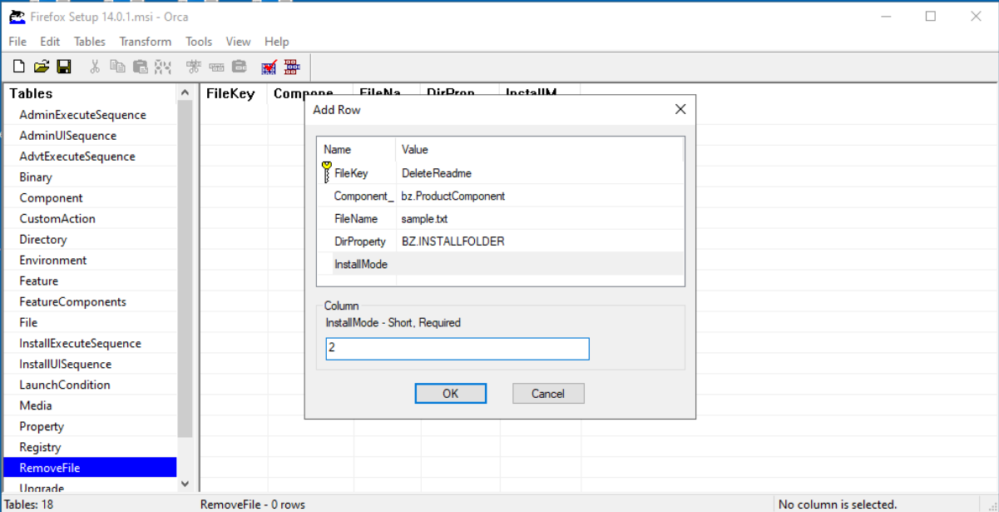 Firefox Setup 14.0.1.msi - Orca
File Edit Tables Transform Tools View Help
Tables
FileKey Compone... FileNa... DirProp... InstallM...
AdminExecuteSequence
AdminUISequence
AdvtExecuteSequence
Binary
Component
CustomAction
Directory
Environment
Feature
FeatureComponents
File
InstallExecuteSequence
InstallUISequence
LaunchCondition
Media
Property
Registry
RemoveFile
Upgrade
Add Row
Name Value
FileKey DeleteReadme
Component_ bz.ProductComponent
FileName sample.txt
DirProperty BZ.INSTALLFOLDER
InstallMode
Column
InstallMode - Short, Required
2
OK Cancel
Tables: 18
RemoveFile - 0 rows
No column is selected.